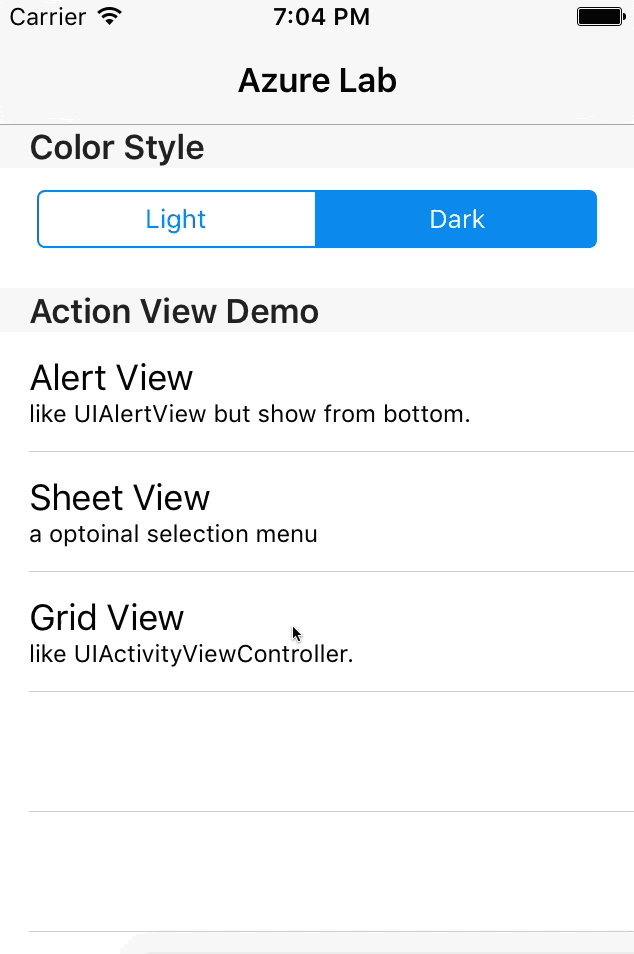 Carrier 7:04 PM
Azure Lab
Color Style
Light Dark
Action View Demo
Alert View
like UIAlertView but show from bottom.
Sheet View
a optoinal selection menu
Grid View
like UIActivityViewController.